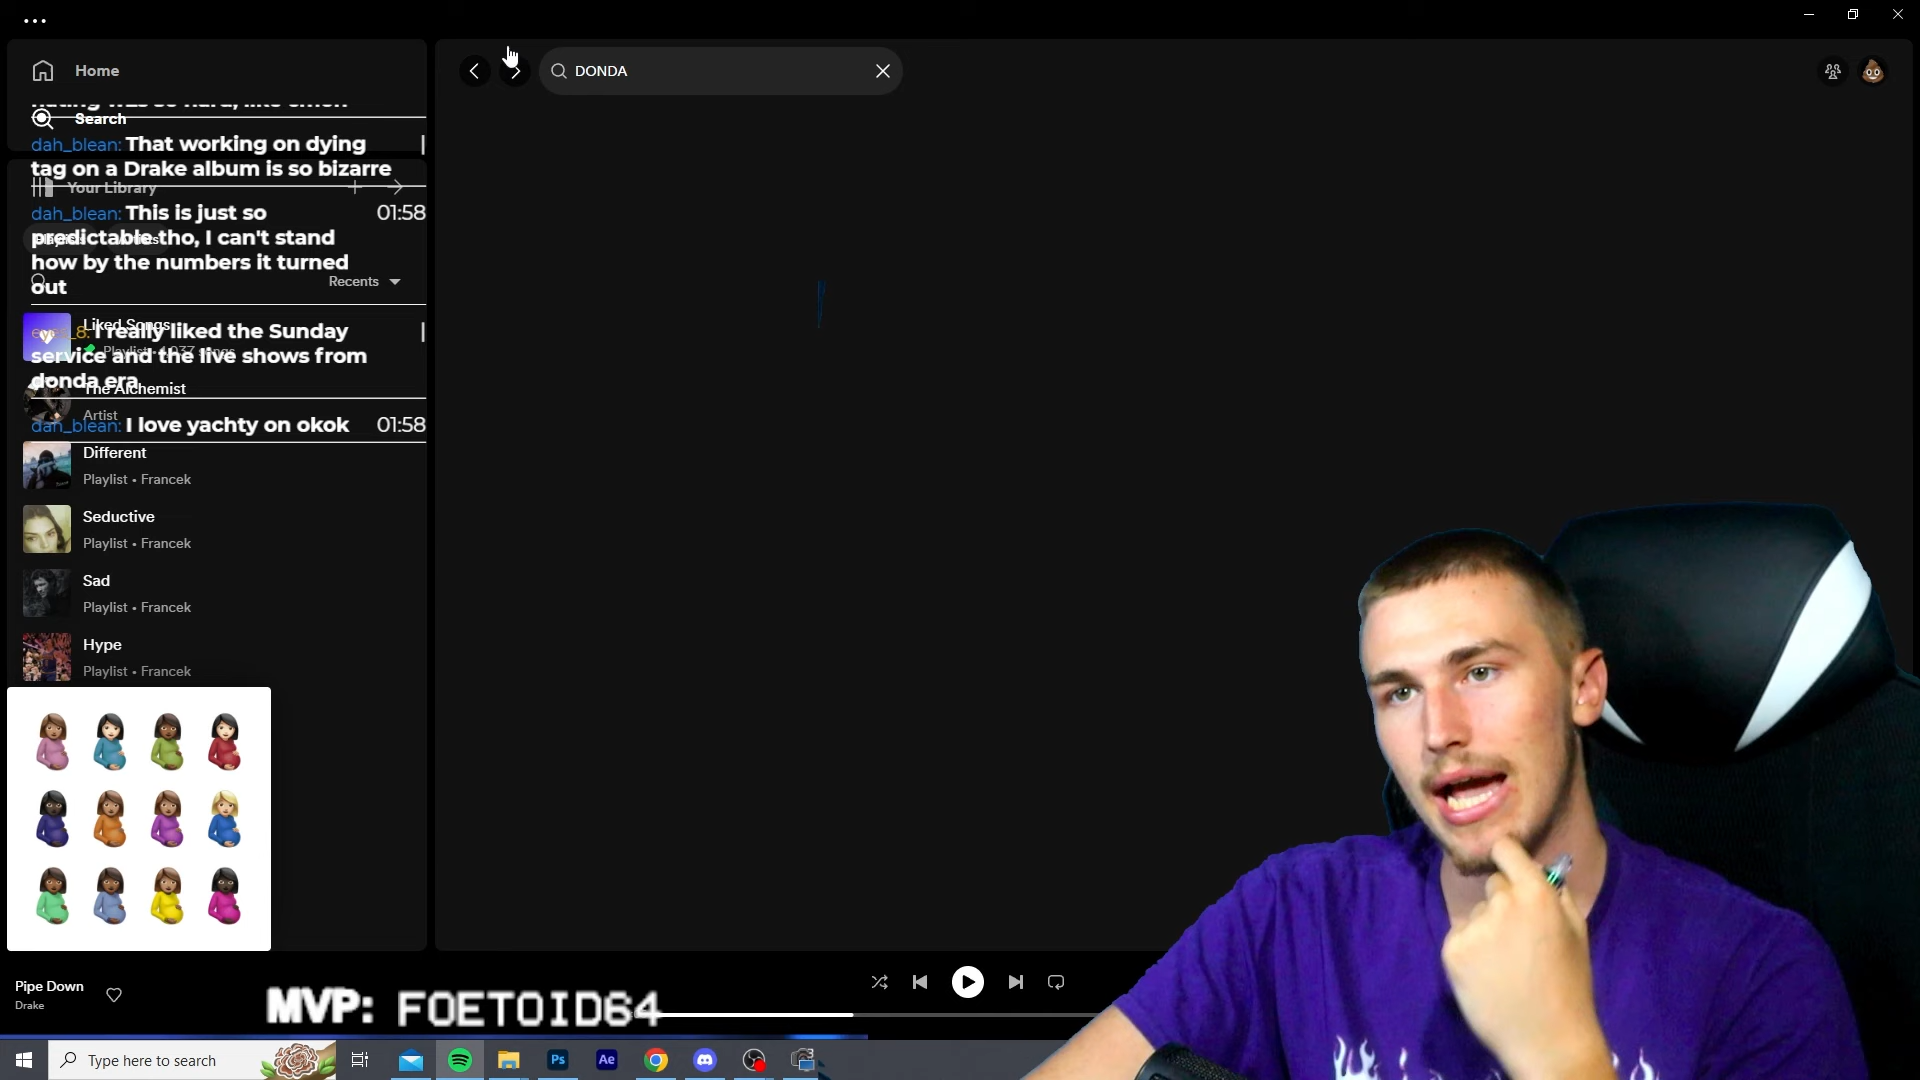 Home
DONDA
Search
dah_blean: That working on dying
tag on a Drake album is so bizarre
Your Library
dah_blean: This is just so 01:58
predictable tho, I can't stand
how by the numbers it turned
out
Recents
Liked Songs
I really liked the Sunday
service and the live shows from
donda era
The Alchemist
Artist
dah_blean: I love yachty on okok 01:58
Different
Playlist • Francek
Seductive
Playlist • Francek
Sad
Playlist • Francek
Hype
Playlist • Francek
Pipe Down
Drake
MVP: FOETOID64
Type here to search
Ps
Ae